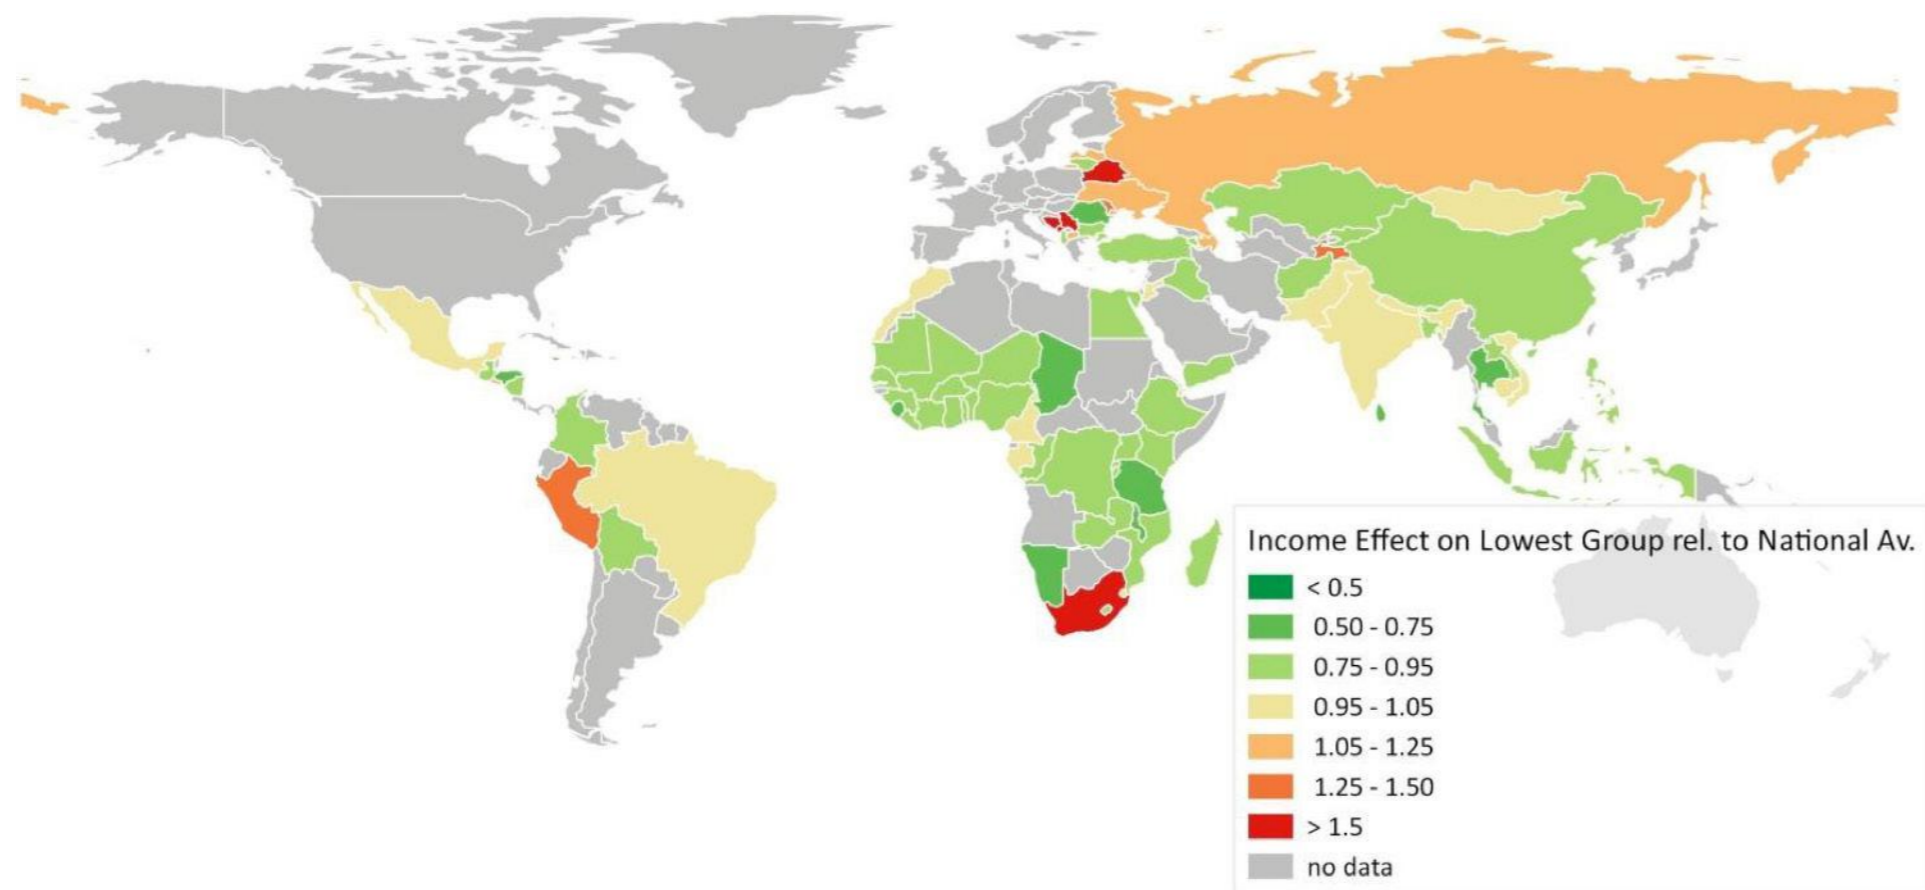 Income Effect on Lowest Group rel. to National Av.
< 0.5
0.50 - 0.75
0.75 - 0.95
0.95 - 1.05
1.05 - 1.25
1.25 - 1.50
> 1.5
no data